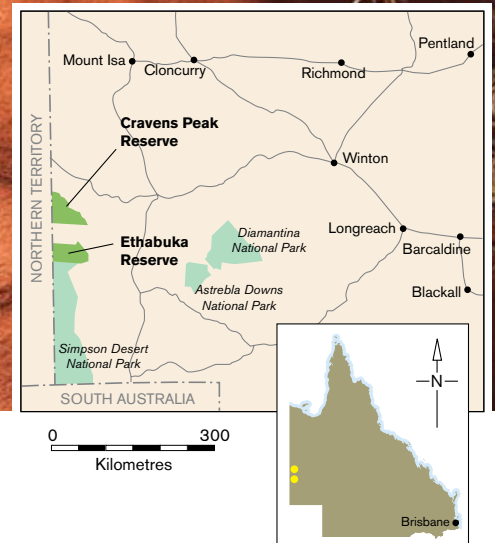 Pentland
Mount Isa
Cloncurry
Richmond
Cravens Peak
Reserve
Winton
NORTHERN TERRITORY
Longreach
Diamantina
National Park
Barcaldine
Ethabuka
Reserve
Astrebla Downs
National Park
Blackall
Simpson Desert
National Park
SOUTH AUSTRALIA
N
0 300
Kilometres
Brisbane